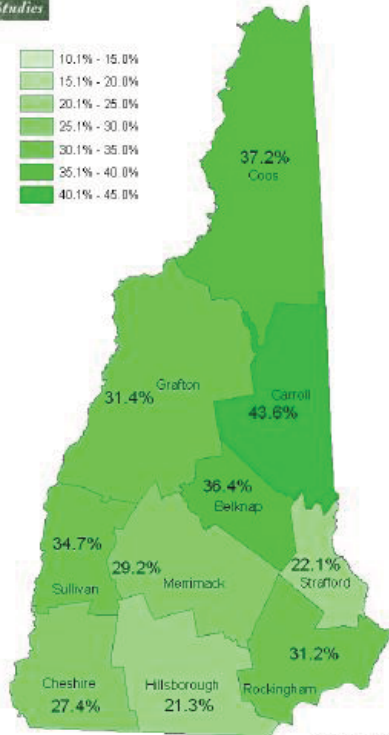 Studies
10.1% - 15.0%
15.1% - 20.0%
20.1% - 25.0%
25.1% - 30.0%
30.1% - 35.0%
35.1% - 40.0%
40.1% - 45.0%
37.2%
Coos
Grafton
31.4%
Carroll
43.6%
36.4%
Belknap
34.7%
Sullivan
29.2%
Merrimack
22.1%
Strafford
31.2%
Rockingham
Cheshire
27.4%
Hillsborough
21.3%